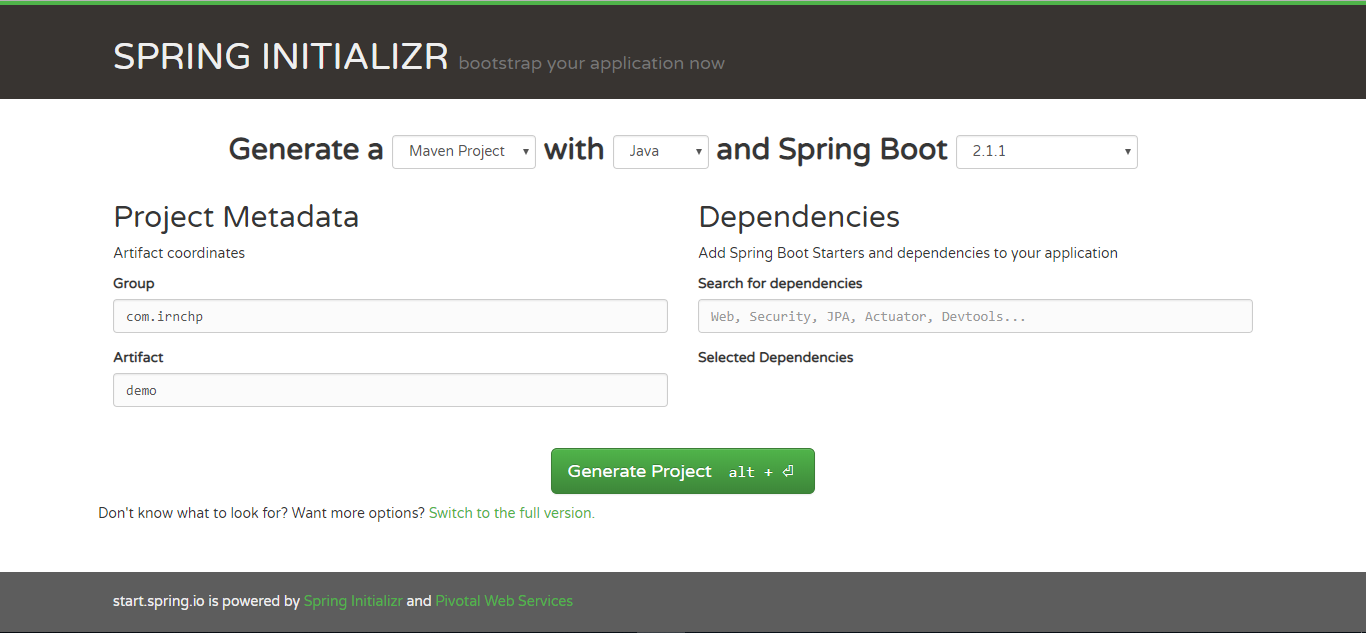 SPRING INITIALIZR bootstrap your application now
Generate a Maven Project with Java and Spring Boot 2.1.1
Project Metadata
Artifact coordinates
Group
com.irnchp
Artifact
demo
Dependencies
Add Spring Boot Starters and dependencies to your application
Search for dependencies
Web, Security, JPA, Actuator, Devtools...
Selected Dependencies
Generate Project alt + ⏎
Don't know what to look for? Want more options? Switch to the full version.
start.spring.io is powered by Spring Initializr and Pivotal Web Services